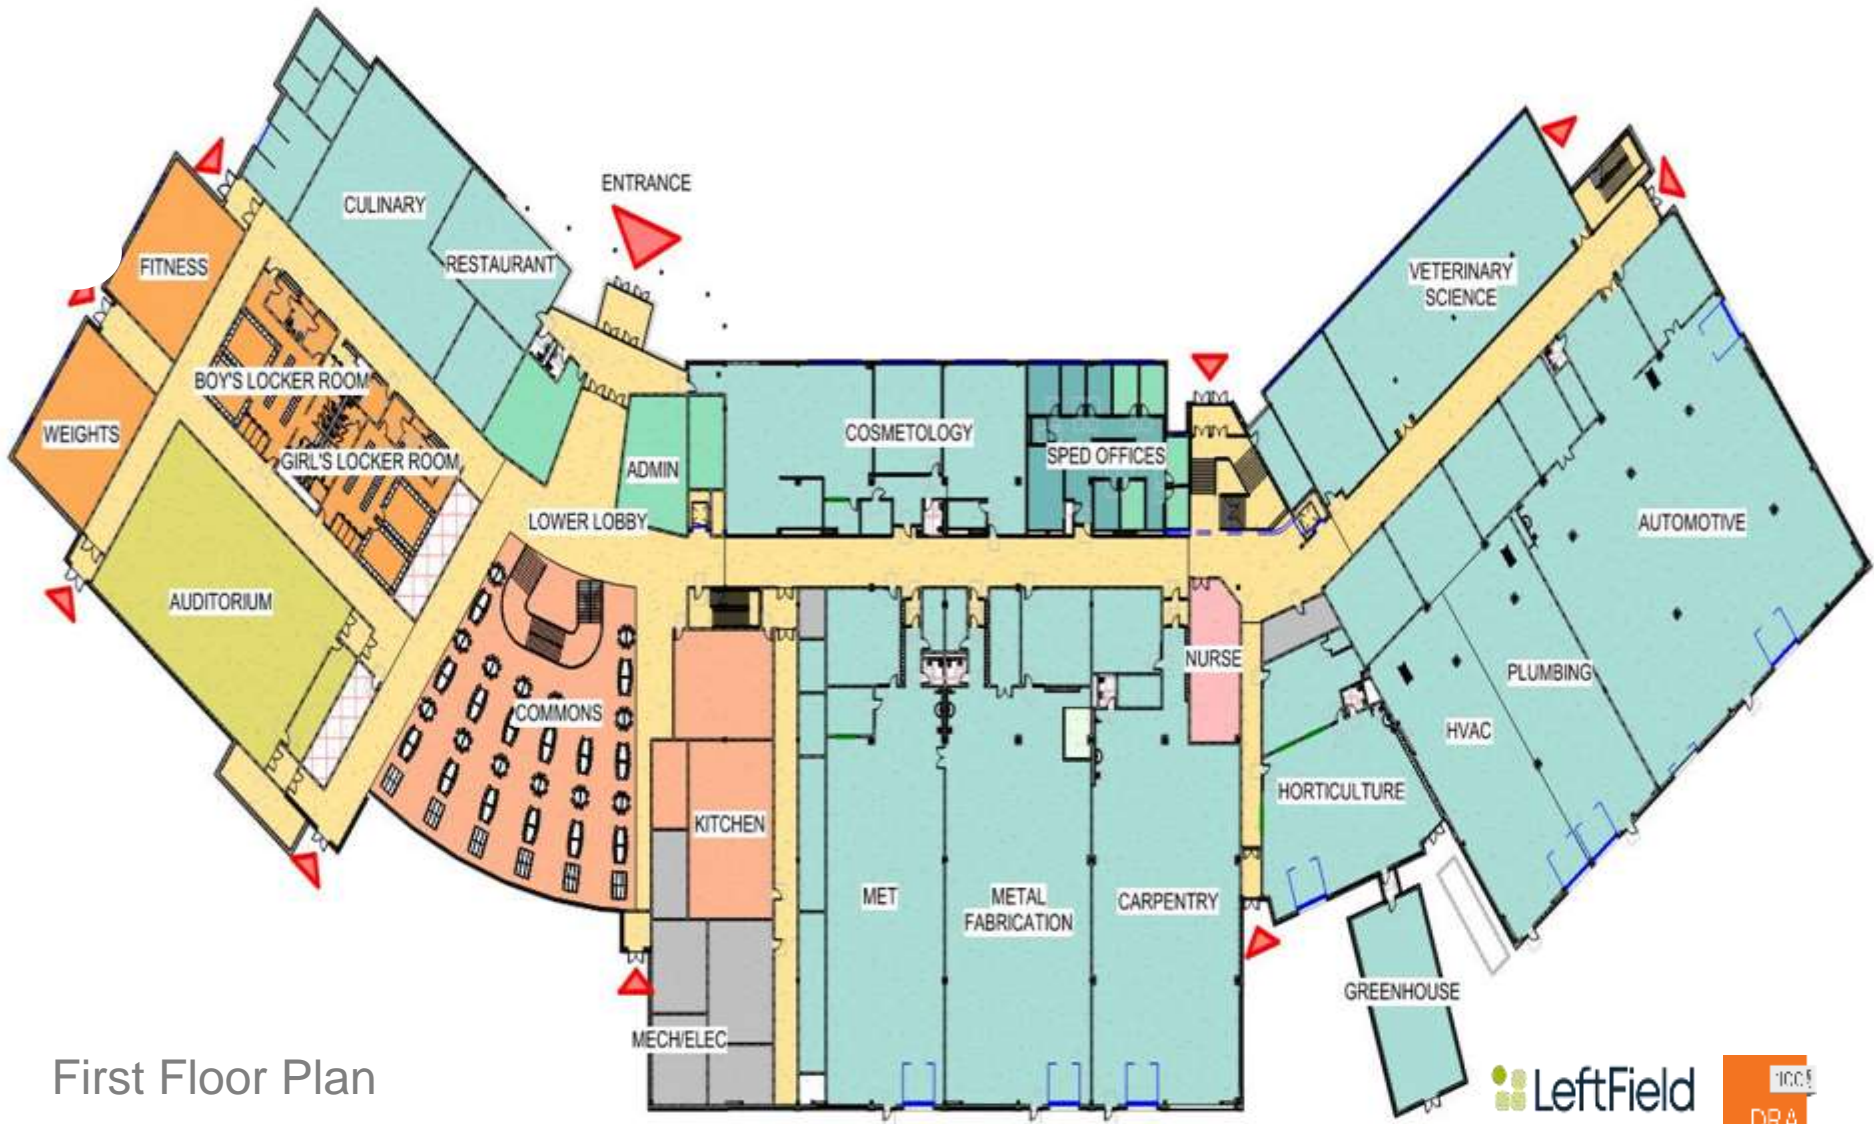 ENTRANCE
CULINARY
RESTAURANT
FITNESS
VETERINARY
SCIENCE
BOY'S LOCKER ROOM
WEIGHTS
GIRL'S LOCKER ROOM
COSMETOLOGY
SPED OFFICES
ADMIN
LOWER LOBBY
AUTOMOTIVE
AUDITORIUM
NURSE
PLUMBING
COMMONS
HVAC
HORTICULTURE
KITCHEN
MET
METAL
FABRICATION
CARPENTRY
GREENHOUSE
MECH/ELEC
First Floor Plan
LeftField
DRA